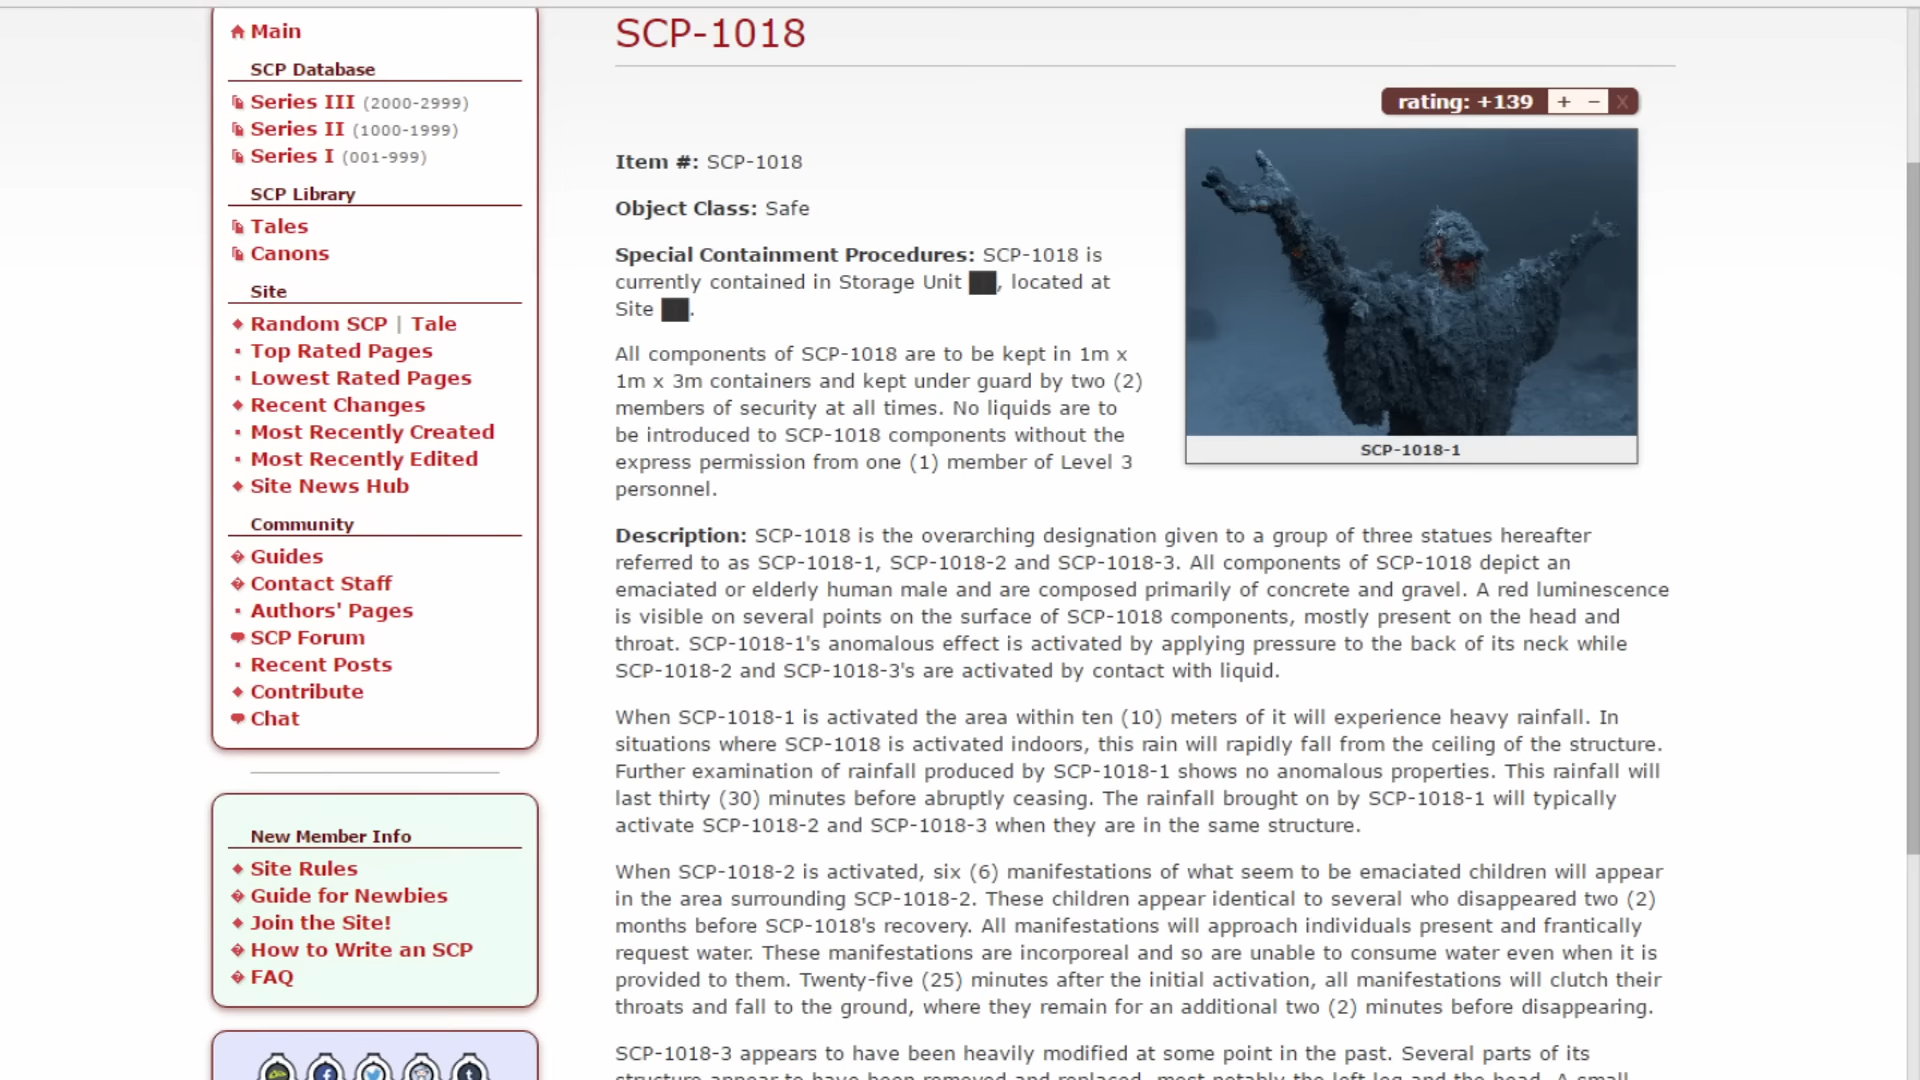 Main
SCP Database
Series III (2000-2999)
Series II (1000-1999)
Series I (001-999)
SCP Library
Tales
Canons
Site
Random SCP | Tale
Top Rated Pages
Lowest Rated Pages
Recent Changes
Most Recently Created
Most Recently Edited
Site News Hub
Community
Guides
Contact Staff
Authors' Pages
SCP Forum
Recent Posts
Contribute
Chat
New Member Info
Site Rules
Guide for Newbies
Join the Site!
How to Write an SCP
FAQ
SCP-1018
rating: +139 + − X
Item #: SCP-1018
Object Class: Safe
Special Containment Procedures: SCP-1018 is
currently contained in Storage Unit ██, located at
Site ██.
All components of SCP-1018 are to be kept in 1m x
1m x 3m containers and kept under guard by two (2)
members of security at all times. No liquids are to
be introduced to SCP-1018 components without the
express permission from one (1) member of Level 3
personnel.
SCP-1018-1
Description: SCP-1018 is the overarching designation given to a group of three statues hereafter
referred to as SCP-1018-1, SCP-1018-2 and SCP-1018-3. All components of SCP-1018 depict an
emaciated or elderly human male and are composed primarily of concrete and gravel. A red luminescence
is visible on several points on the surface of SCP-1018 components, mostly present on the head and
throat. SCP-1018-1's anomalous effect is activated by applying pressure to the back of its neck while
SCP-1018-2 and SCP-1018-3's are activated by contact with liquid.
When SCP-1018-1 is activated the area within ten (10) meters of it will experience heavy rainfall. In
situations where SCP-1018 is activated indoors, this rain will rapidly fall from the ceiling of the structure.
Further examination of rainfall produced by SCP-1018-1 shows no anomalous properties. This rainfall will
last thirty (30) minutes before abruptly ceasing. The rainfall brought on by SCP-1018-1 will typically
activate SCP-1018-2 and SCP-1018-3 when they are in the same structure.
When SCP-1018-2 is activated, six (6) manifestations of what seem to be emaciated children will appear
in the area surrounding SCP-1018-2. These children appear identical to several who disappeared two (2)
months before SCP-1018's recovery. All manifestations will approach individuals present and frantically
request water. These manifestations are incorporeal and so are unable to consume water even when it is
provided to them. Twenty-five (25) minutes after the initial activation, all manifestations will clutch their
throats and fall to the ground, where they remain for an additional two (2) minutes before disappearing.
SCP-1018-3 appears to have been heavily modified at some point in the past. Several parts of its
structure appear to have been removed and replaced, most notably the left leg and the head. A small